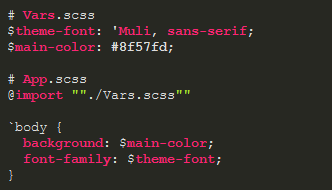 # Vars.scss
$theme-font: 'Muli, sans-serif;
$main-color: #8f57fd;
# App.scss
@import ""./Vars.scss""
`body {
background: $main-color;
font-family: $theme-font;
}